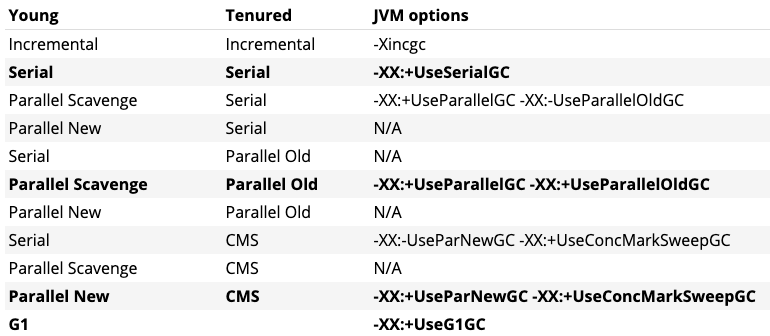 Young Tenured JVM options
Incremental Incremental -Xincgc
Serial Serial -XX:+UseSerialGC
Parallel Scavenge Serial -XX:+UseParallelGC -XX:-UseParallelOldGC
Parallel New Serial N/A
Serial Parallel Old N/A
Parallel Scavenge Parallel Old -XX:+UseParallelGC -XX:+UseParallelOldGC
Parallel New Parallel Old N/A
Serial CMS -XX:-UseParNewGC -XX:+UseConcMarkSweepGC
Parallel Scavenge CMS N/A
Parallel New CMS -XX:+UseParNewGC -XX:+UseConcMarkSweepGC
G1 -XX:+UseG1GC